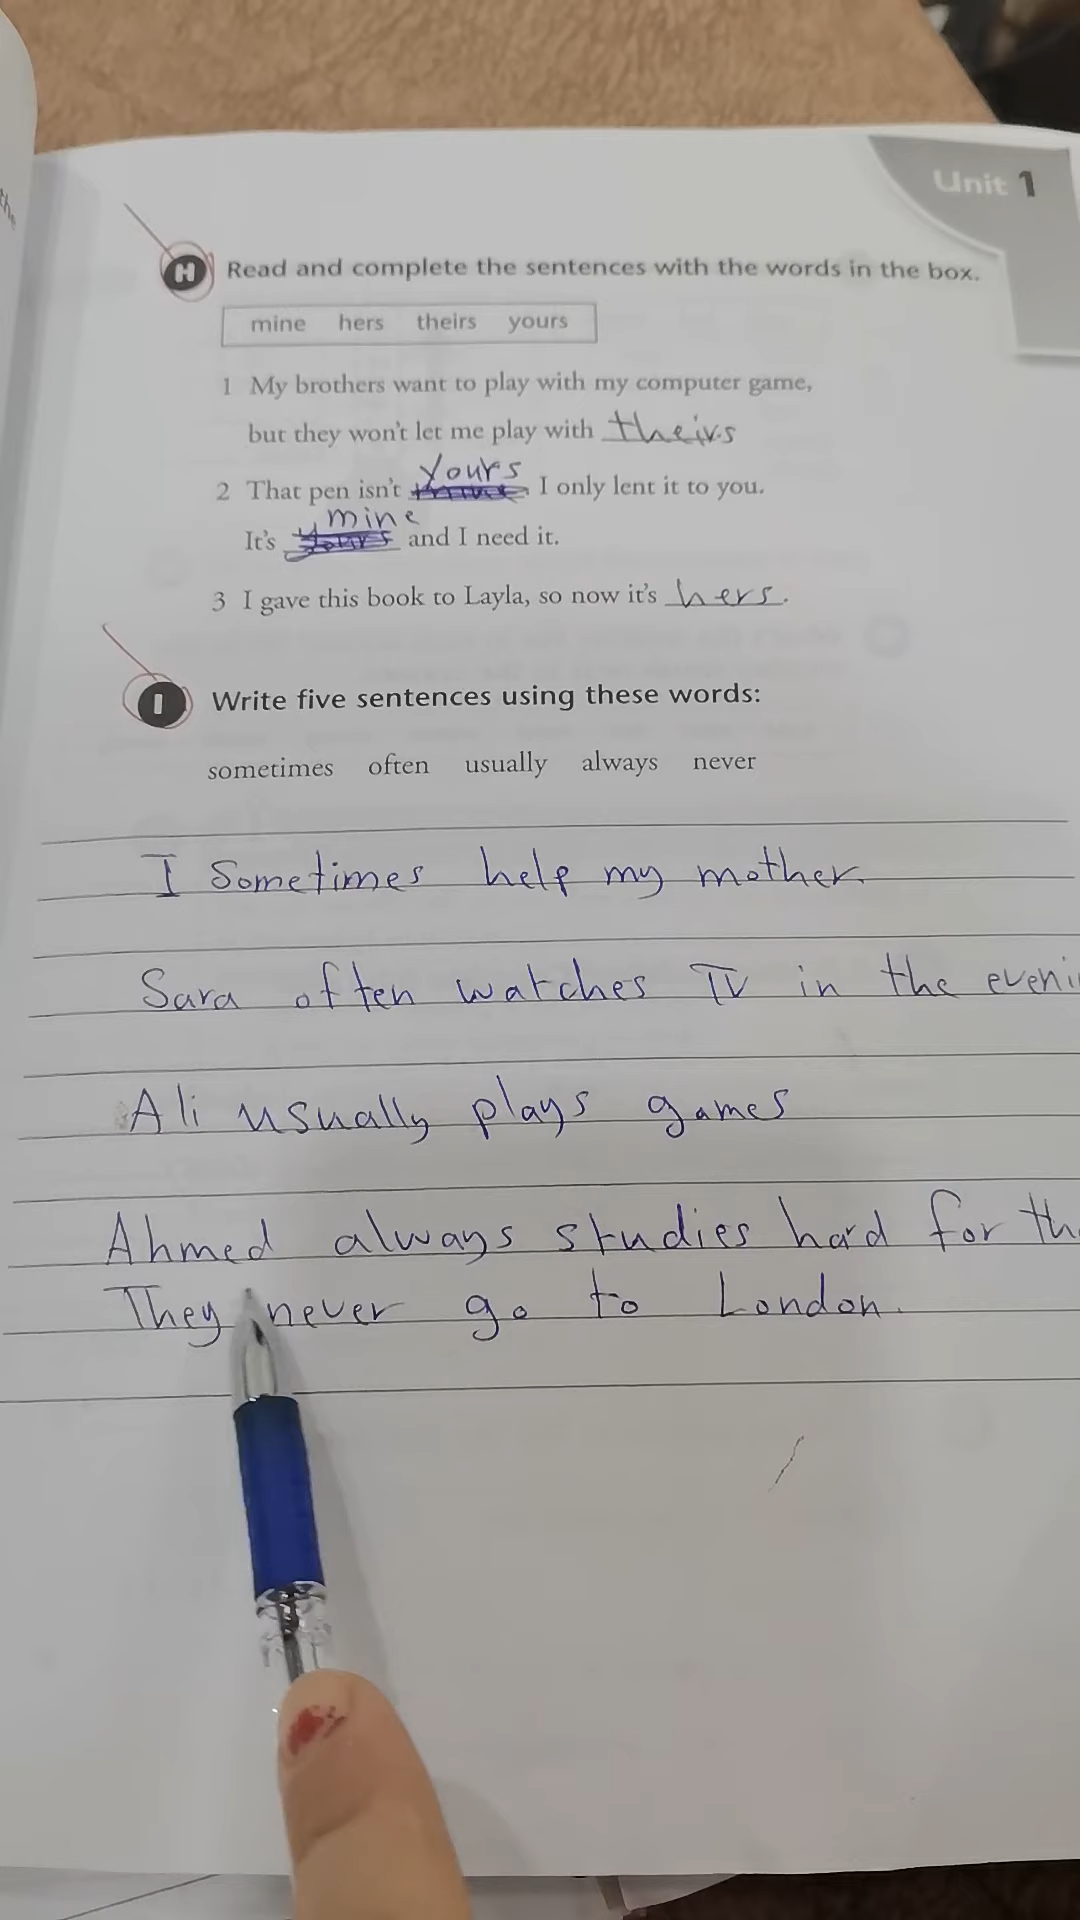 the
Unit 1
H Read and complete the sentences with the words in the box.
mine hers theirs yours
1 My brothers want to play with my computer game,
but they won't let me play with theirs
yours
2 That pen isn't I only lent it to you.
mine
It's yours and I need it.
3 I gave this book to Layla, so now it's hers.
I Write five sentences using these words:
sometimes often usually always never
I Sometimes help my mother.
Sara often watches TV in the eveni
Ali usually plays games
Ahmed always studies hard for th
They never go to London.